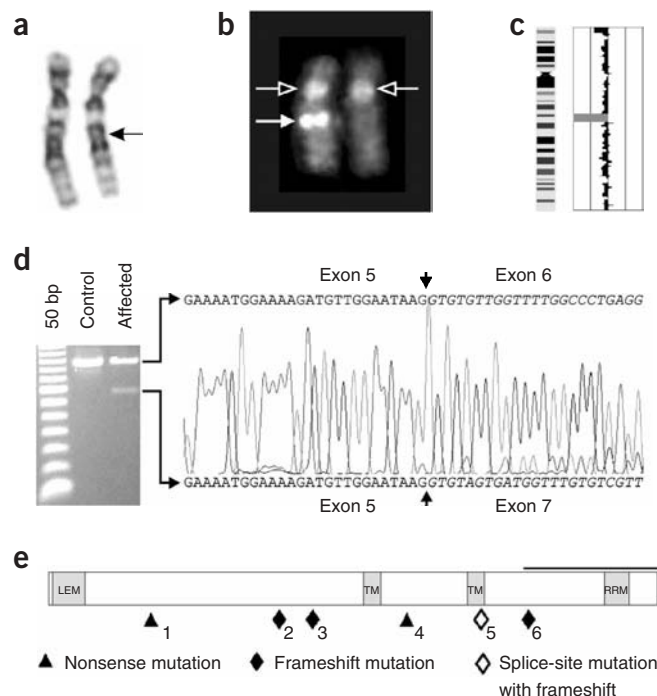 a
b
c
d
50 bp
Control
Affected
Exon 5 Exon 6
GAAAATGGAAAAGATGTTGGAATAAGGTGTGTTGGTTTTGGCCCTGAGG
GAAAATGGAAAAGATGTTGGAATAAGGTGTAGTGATGGTTTGTGTCGTT
Exon 5 Exon 7
e
LEM TM TM RRM
1 2 3 4 5 6
Nonsense mutation Frameshift mutation Splice-site mutation
with frameshift